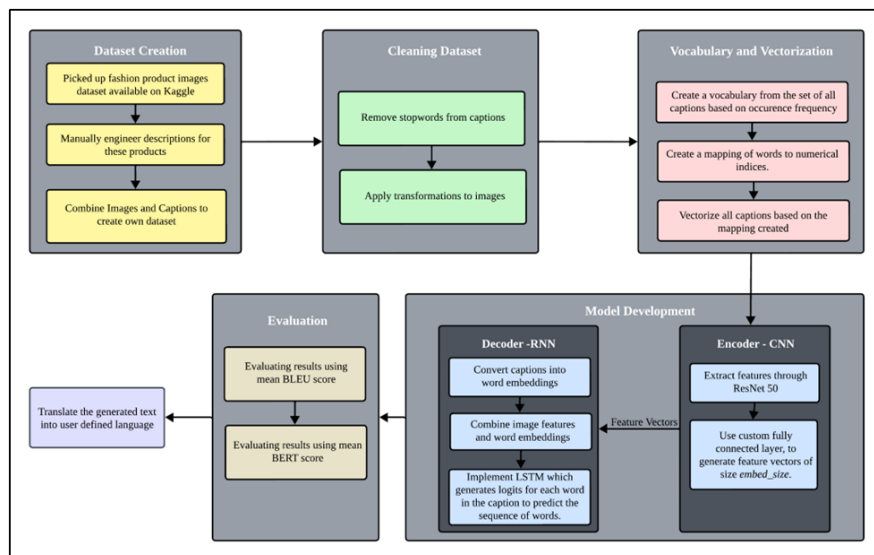 Dataset Creation
Picked up fashion product images
dataset available on Kaggle
Manually engineer descriptions for
these products
Combine Images and Captions to
create own dataset
Cleaning Dataset
Remove stopwords from captions
Apply transformations to images
Vocabulary and Vectorization
Create a vocabulary from the set of all
captions based on occurence frequency
Create a mapping of words to numerical
indices.
Vectorize all captions based on the
mapping created
Model Development
Encoder - CNN
Extract features through
ResNet 50
Use custom fully
connected layer, to
generate feature vectors of
size embed_size.
Feature Vectors
Decoder -RNN
Convert captions into
word embeddings
Combine image features
and word embeddings
Implement LSTM which
generates logits for each word
in the caption to predict the
sequence of words.
Evaluation
Evaluating results using
mean BLEU score
Evaluating results using mean
BERT score
Translate the generated text
into user defined language